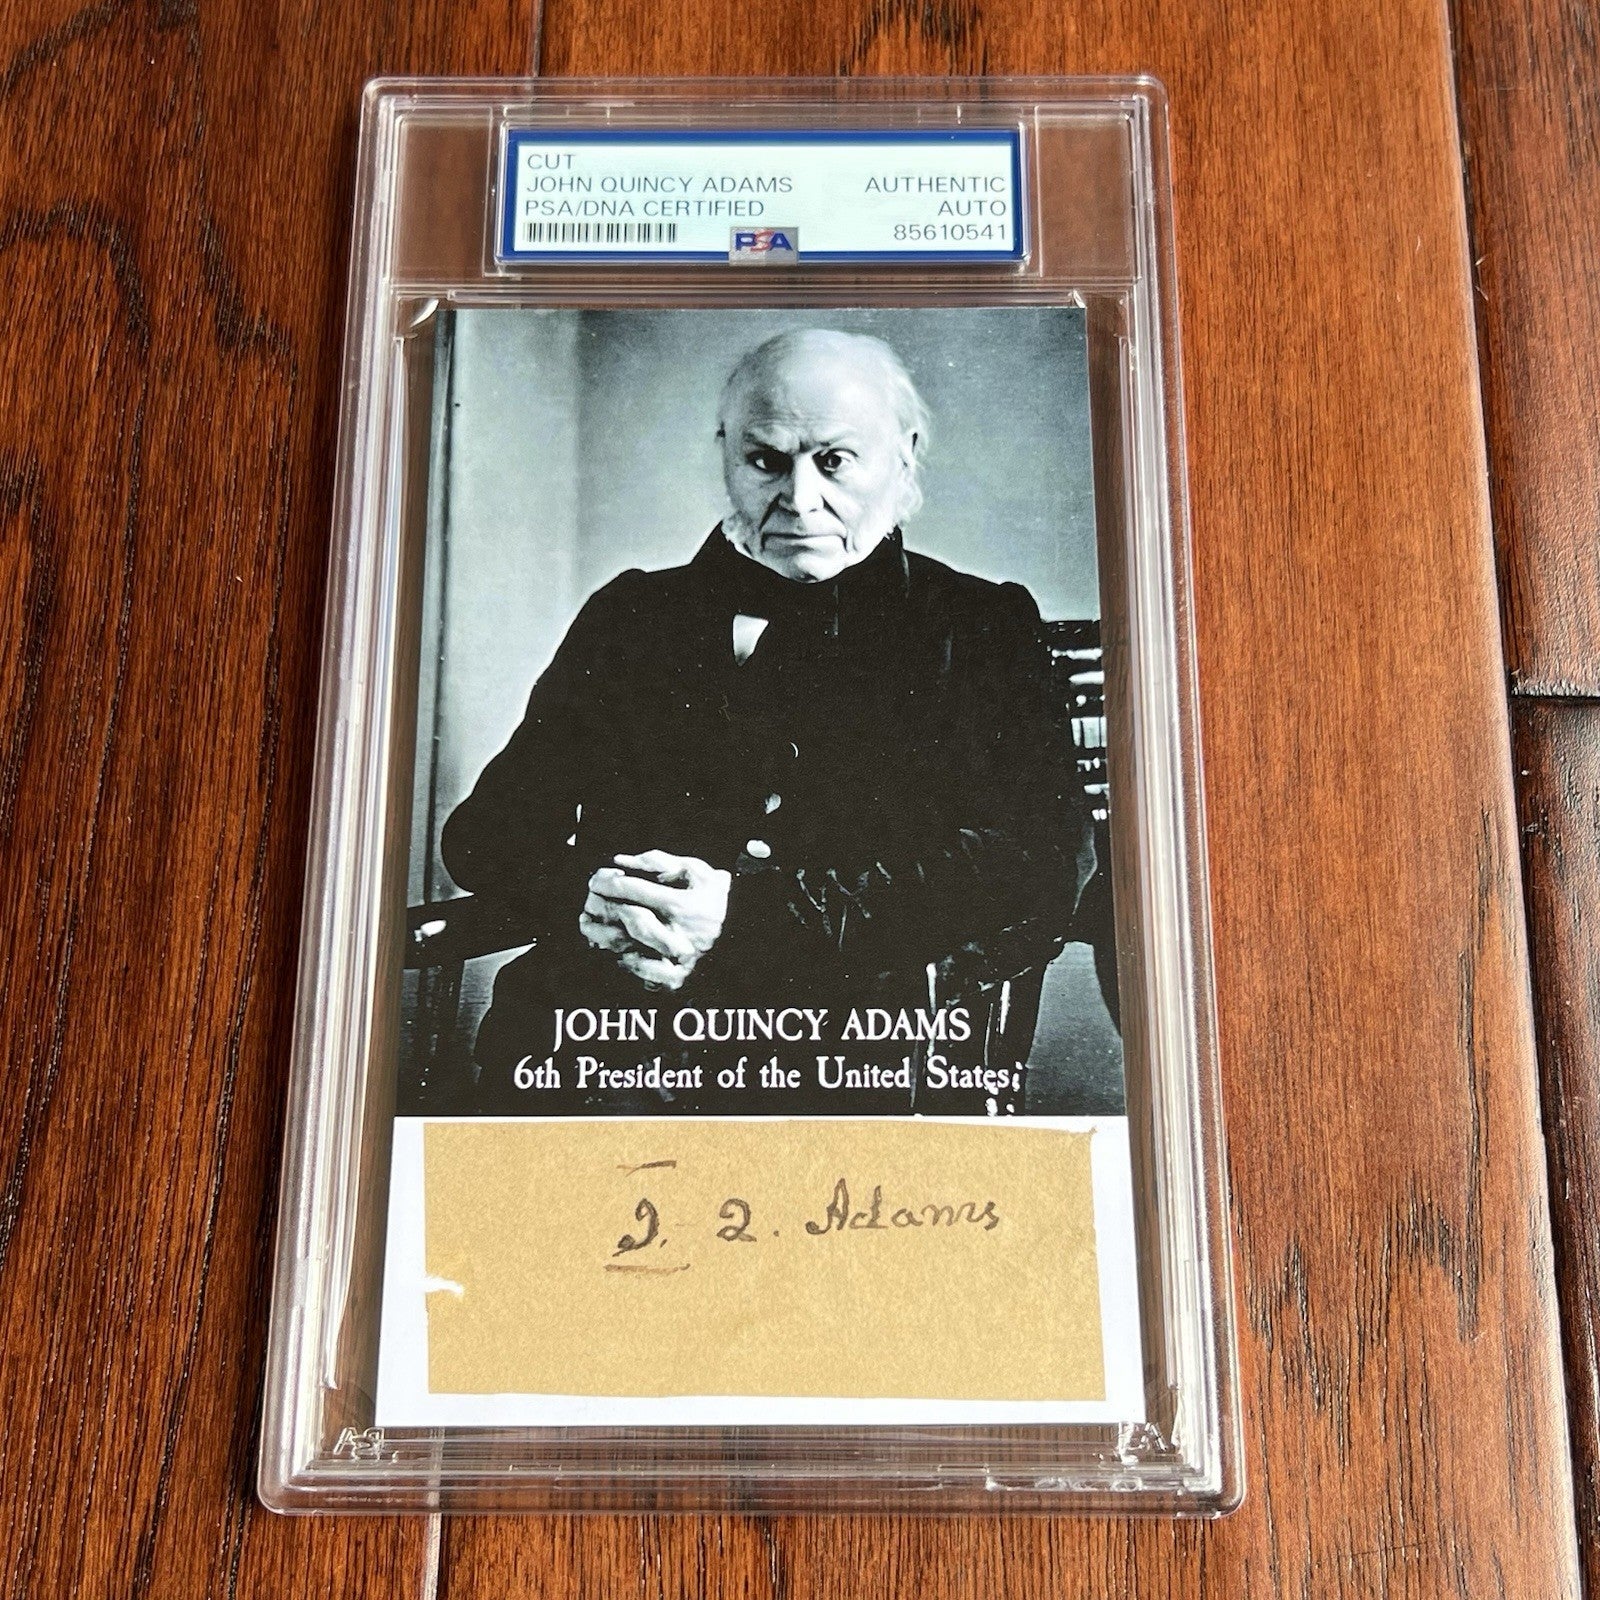 CUT
JOHN QUINCY ADAMS AUTHENTIC
PSA/DNA CERTIFIED AUTO
PSA 85610541
JOHN QUINCY ADAMS
6th President of the United States
J. Q. Adams
PSA